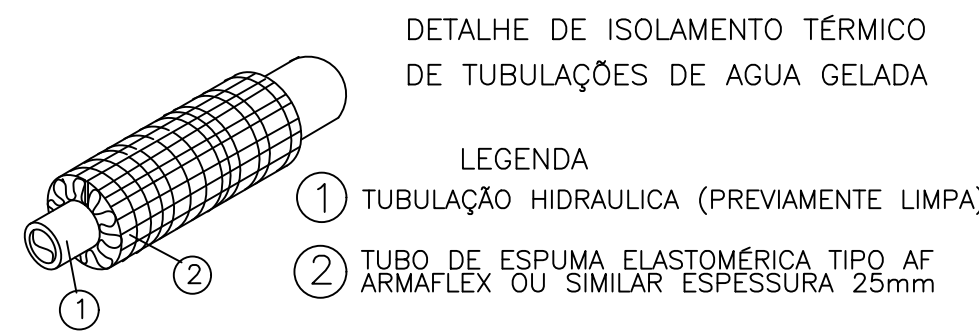 DETALHE DE ISOLAMENTO TÉRMICO
DE TUBULAÇÕES DE AGUA GELADA
LEGENDA
1 TUBULAÇÃO HIDRAULICA (PREVIAMENTE LIMPA)
2 TUBO DE ESPUMA ELASTOMÉRICA TIPO AF
ARMAFLEX OU SIMILAR ESPESSURA 25mm
2
1